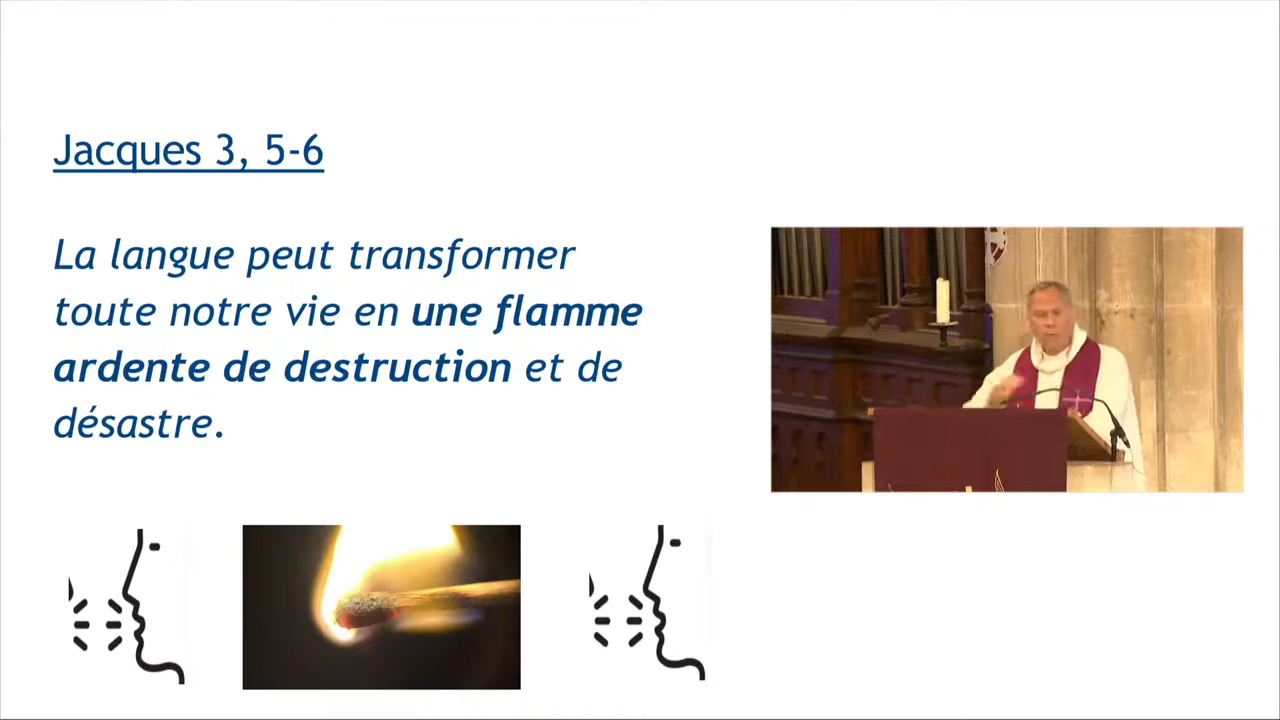 Jacques 3, 5-6
La langue peut transformer
toute notre vie en une flamme
ardente de destruction et de
désastre.